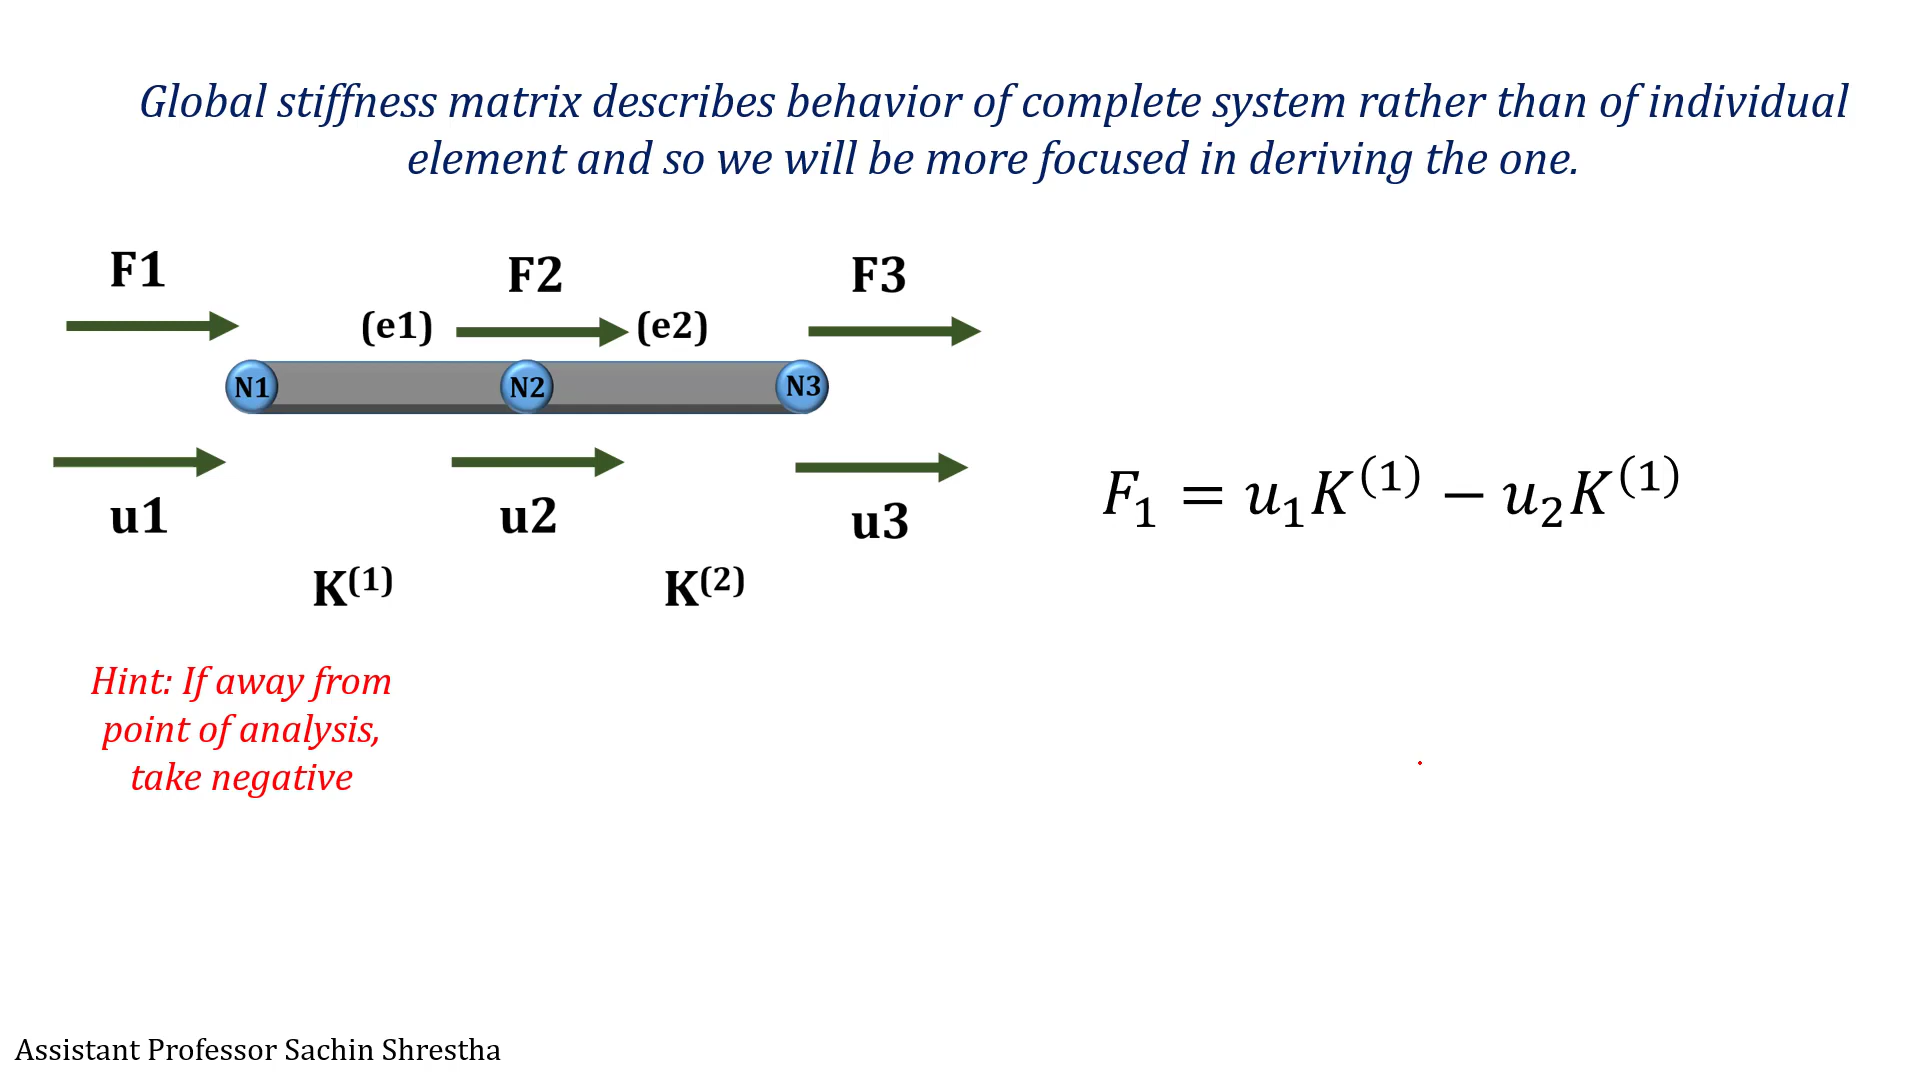 Global stiffness matrix describes behavior of complete system rather than of individual
element and so we will be more focused in deriving the one.
F1
F2
F3
(e1)
(e2)
N1
N2
N3
u1
u2
u3
F₁ = u₁K⁽¹⁾ − u₂K⁽¹⁾
K⁽¹⁾
K⁽²⁾
Hint: If away from
point of analysis,
take negative
Assistant Professor Sachin Shrestha